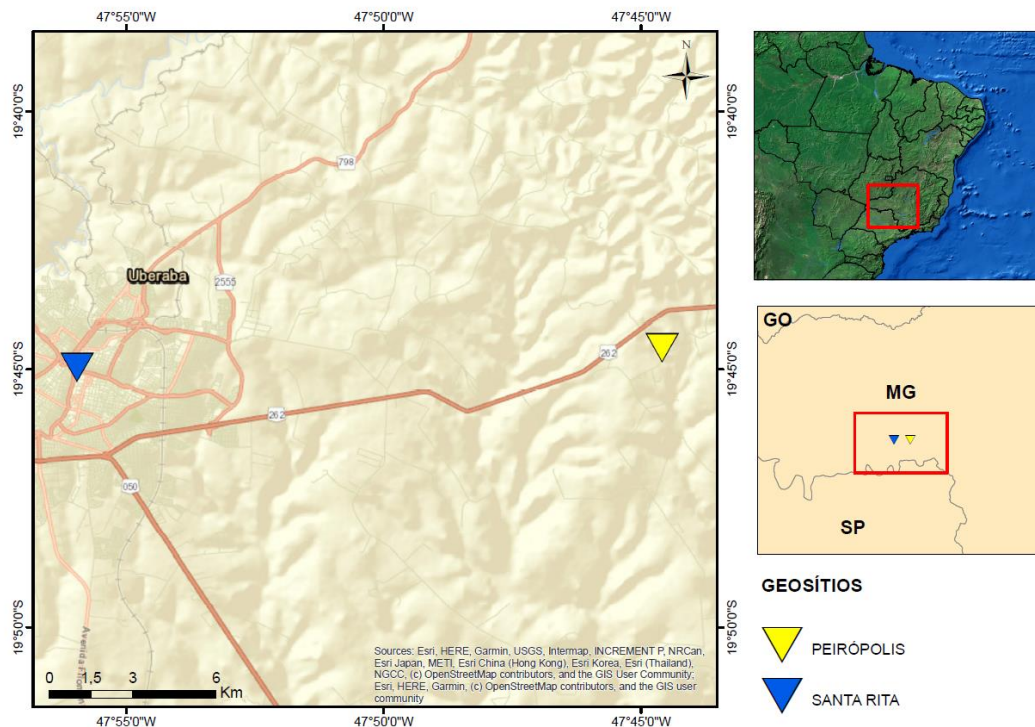 47°55'0"W
47°50'0"W
47°45'0"W
N
19°40'0"S
19°40'0"S
798
2555
Uberaba
262
19°45'0"S
19°45'0"S
262
050
19°50'0"S
19°50'0"S
Sources: Esri, HERE, Garmin, USGS, Intermap, INCREMENT P, NRCan,
Esri Japan, METI, Esri China (Hong Kong), Esri Korea, Esri (Thailand),
NGCC, (c) OpenStreetMap contributors, and the GIS User Community;
Esri, HERE, Garmin, (c) OpenStreetMap contributors, and the GIS user
community
0 1,5 3 6
Km
47°55'0"W
47°50'0"W
47°45'0"W
GO
MG
SP
GEOSÍTIOS
PEIRÓPOLIS
SANTA RITA